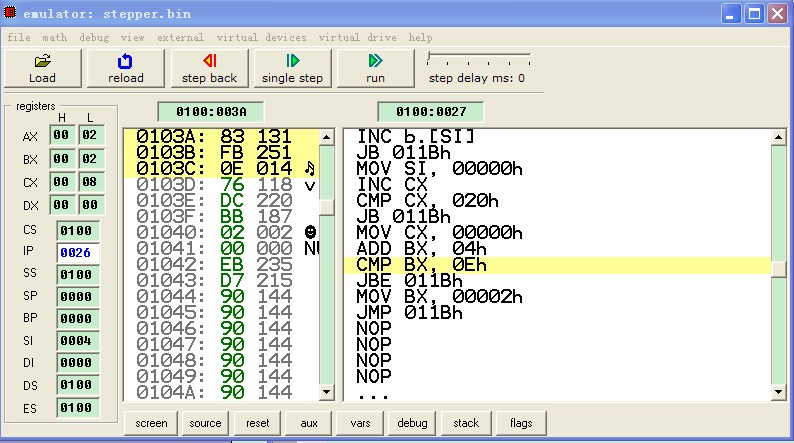 emulator: stepper.bin
file math debug view external virtual devices virtual drive help
Load reload step back single step run step delay ms: 0
registers
H L
AX 00 02
BX 00 02
CX 00 08
DX 00 00
CS 0100
IP 0026
SS 0100
SP 0000
BP 0000
SI 0004
DI 0000
DS 0100
ES 0100
0100:003A
0103A: 83 131
0103B: FB 251
0103C: 0E 014 ♫
0103D: 76 118 v
0103E: DC 220
0103F: BB 187
01040: 02 002 ☻
01041: 00 000 NU
01042: EB 235
01043: D7 215
01044: 90 144
01045: 90 144
01046: 90 144
01047: 90 144
01048: 90 144
01049: 90 144
0104A: 90 144
0100:0027
INC b.[SI]
JB 011Bh
MOV SI, 00000h
INC CX
CMP CX, 020h
JB 011Bh
MOV CX, 00000h
ADD BX, 04h
CMP BX, 0Eh
JBE 011Bh
MOV BX, 00002h
JMP 011Bh
NOP
NOP
NOP
NOP
...
screen source reset aux vars debug stack flags